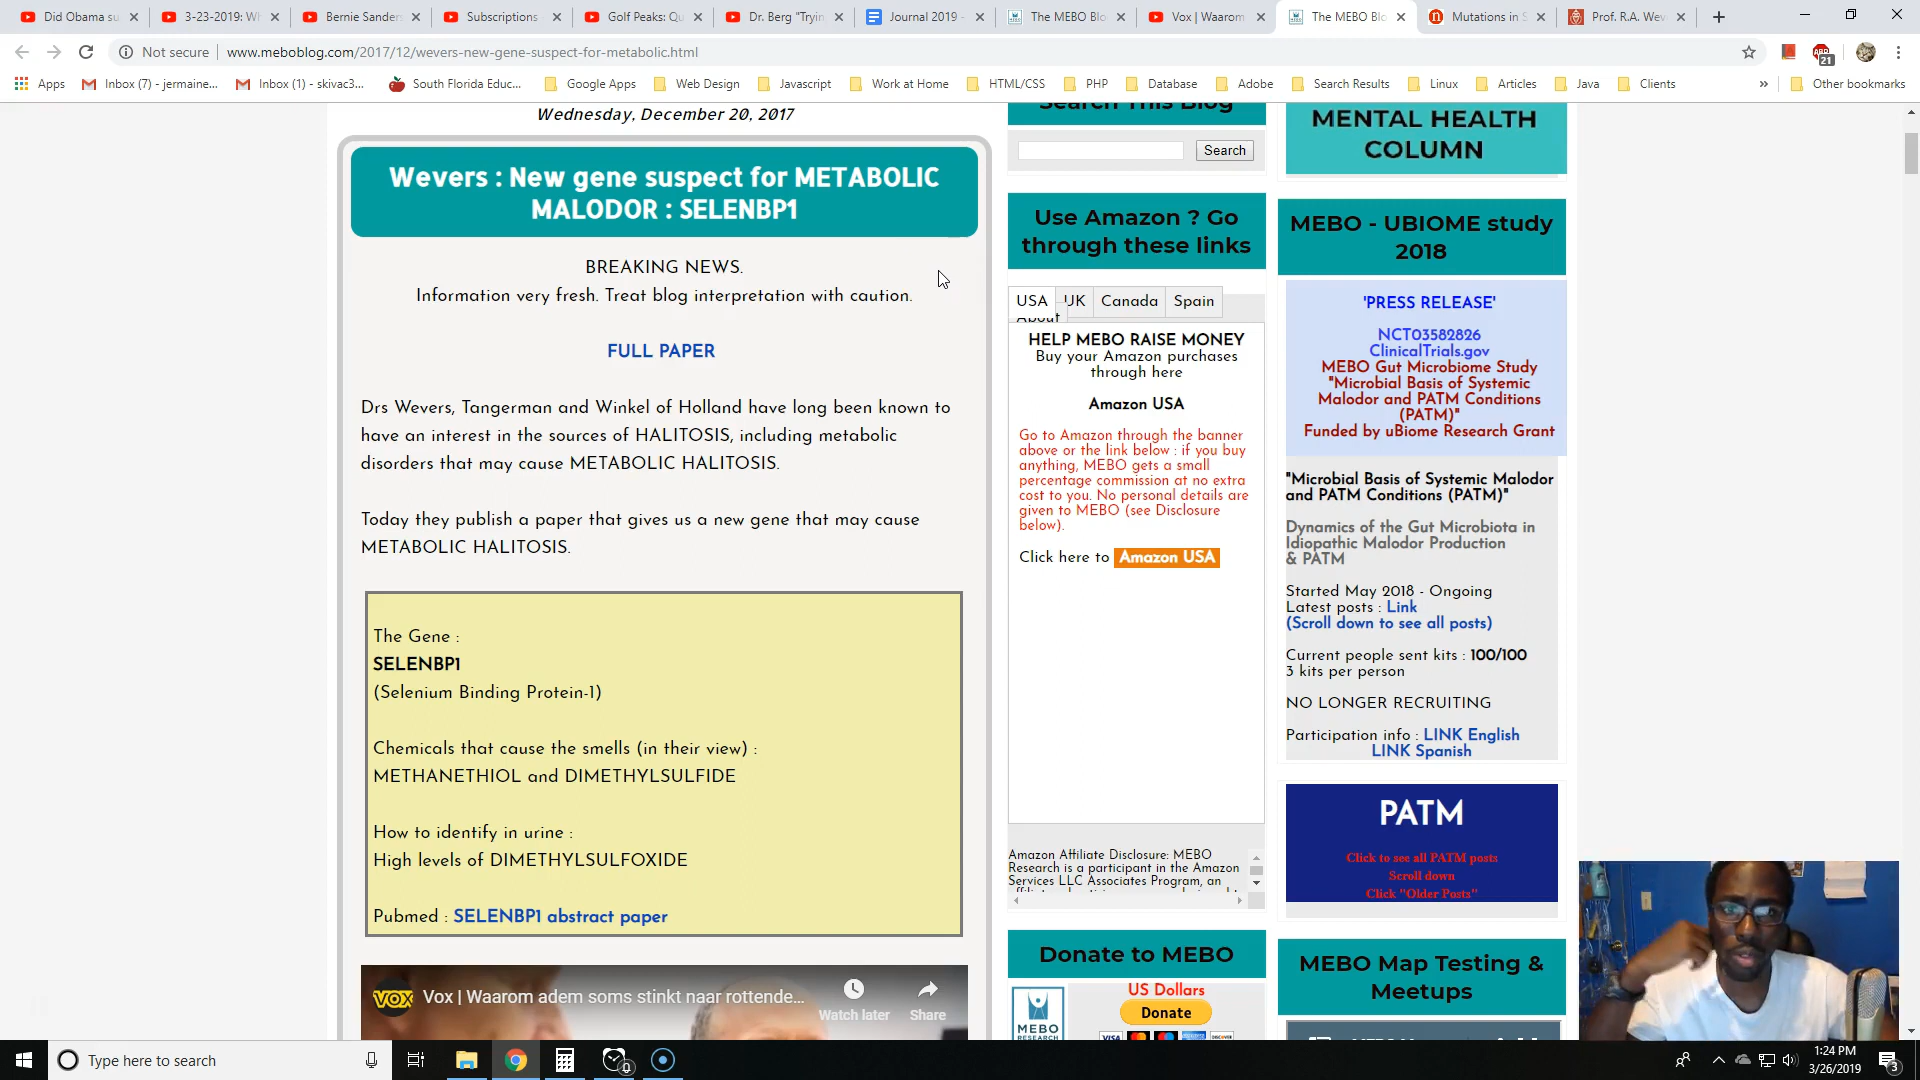 Did Obama su
3-23-2019: Wh
Bernie Sanders
Subscriptions
Golf Peaks: Qu
Dr. Berg "Tryin
Journal 2019 -
The MEBO Blo
Vox | Waarom
The MEBO Blo
Mutations in S
Prof. R.A. Wev
Not secure
www.meboblog.com/2017/12/wevers-new-gene-suspect-for-metabolic.html
21
Apps
Inbox (7) - jermaine...
Inbox (1) - skivac3...
South Florida Educ...
Google Apps
Web Design
Javascript
Work at Home
HTML/CSS
PHP
Database
Adobe
Search Results
Linux
Articles
Java
Clients
Other bookmarks
Wednesday, December 20, 2017
Wevers : New gene suspect for METABOLIC
MALODOR : SELENBP1
BREAKING NEWS.
Information very fresh. Treat blog interpretation with caution.
FULL PAPER
Drs Wevers, Tangerman and Winkel of Holland have long been known to
have an interest in the sources of HALITOSIS, including metabolic
disorders that may cause METABOLIC HALITOSIS.
Today they publish a paper that gives us a new gene that may cause
METABOLIC HALITOSIS.
The Gene :
SELENBP1
(Selenium Binding Protein-1)
Chemicals that cause the smells (in their view) :
METHANETHIOL and DIMETHYLSULFIDE
How to identify in urine :
High levels of DIMETHYLSULFOXIDE
Pubmed : SELENBP1 abstract paper
VOX
Vox | Waarom adem soms stinkt naar rottende...
Watch later
Share
Search This Blog
Search
Use Amazon ? Go
through these links
USA
UK
Canada
Spain
About
HELP MEBO RAISE MONEY
Buy your Amazon purchases
through here
Amazon USA
Go to Amazon through the banner
above or the link below : if you buy
anything, MEBO gets a small
percentage commission at no extra
cost to you. No personal details are
given to MEBO (see Disclosure
below).
Click here to Amazon USA
Amazon Affiliate Disclosure: MEBO
Research is a participant in the Amazon
Services LLC Associates Program, an
Donate to MEBO
MEBO
RESEARCH
US Dollars
Donate
VISA
DISCOVER
MENTAL HEALTH
COLUMN
MEBO - UBIOME study
2018
'PRESS RELEASE'
NCT03582826
ClinicalTrials.gov
MEBO Gut Microbiome Study
"Microbial Basis of Systemic
Malodor and PATM Conditions
(PATM)"
Funded by uBiome Research Grant
"Microbial Basis of Systemic Malodor
and PATM Conditions (PATM)"
Dynamics of the Gut Microbiota in
Idiopathic Malodor Production
& PATM
Started May 2018 - Ongoing
Latest posts : Link
(Scroll down to see all posts)
Current people sent kits : 100/100
3 kits per person
NO LONGER RECRUITING
Participation info : LINK English
LINK Spanish
PATM
Click to see all PATM posts
Scroll down
Click "Older Posts"
MEBO Map Testing &
Meetups
Type here to search
0
1:24 PM
3/26/2019
3